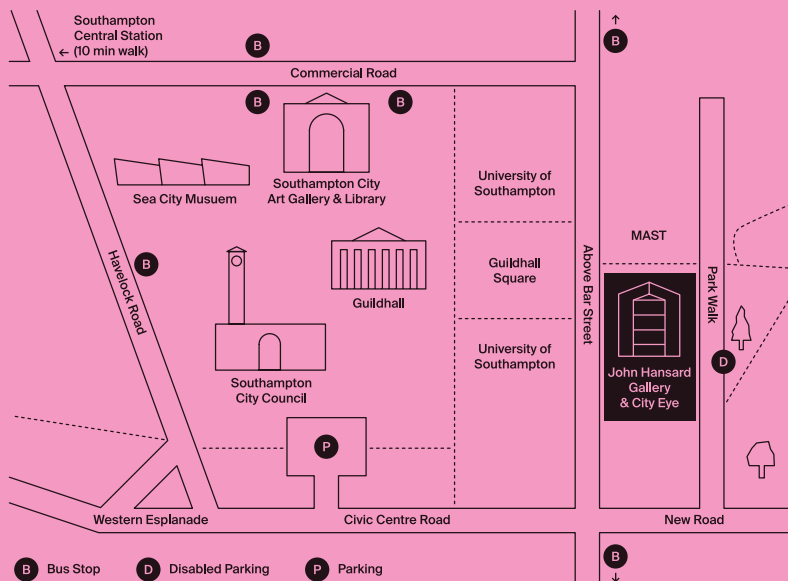 Southampton
Central Station
← (10 min walk)
↑
B
B
Commercial Road
B
B
Sea City Musuem
Southampton City
Art Gallery & Library
University of
Southampton
MAST
Havelock Road
B
Guildhall
Guildhall
Square
Above Bar Street
Park Walk
Southampton
City Council
University of
Southampton
John Hansard
Gallery
& City Eye
D
P
Western Esplanade
Civic Centre Road
New Road
B
↓
B Bus Stop
D Disabled Parking
P Parking